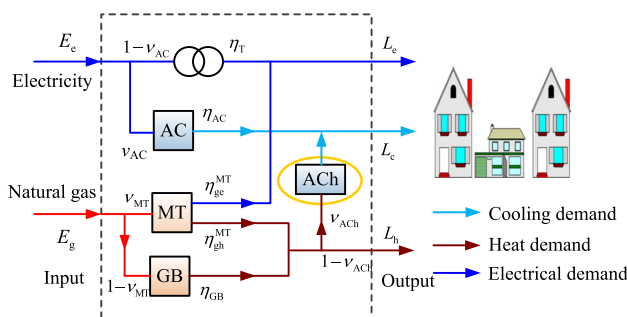 Eₑ
1−ν_AC
η_T
Lₑ
Electricity
η_AC
AC
ν_AC
L_c
Natural gas
ν_MT
η_ge^MT
ACh
MT
Cooling demand
E_g
η_gh^MT
ν_ACh
L_h
Heat demand
Input
GB
1−ν_MT
η_GB
1−ν_ACh
Output
Electrical demand